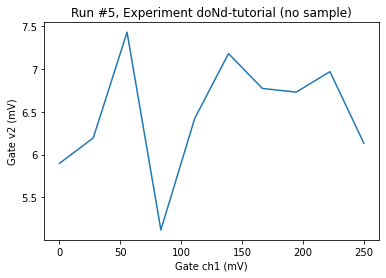 Run #5, Experiment doNd-tutorial (no sample)
7.5
7
6.5
6
5.5
Gate v2 (mV)
0 50 100 150 200 250
Gate ch1 (mV)